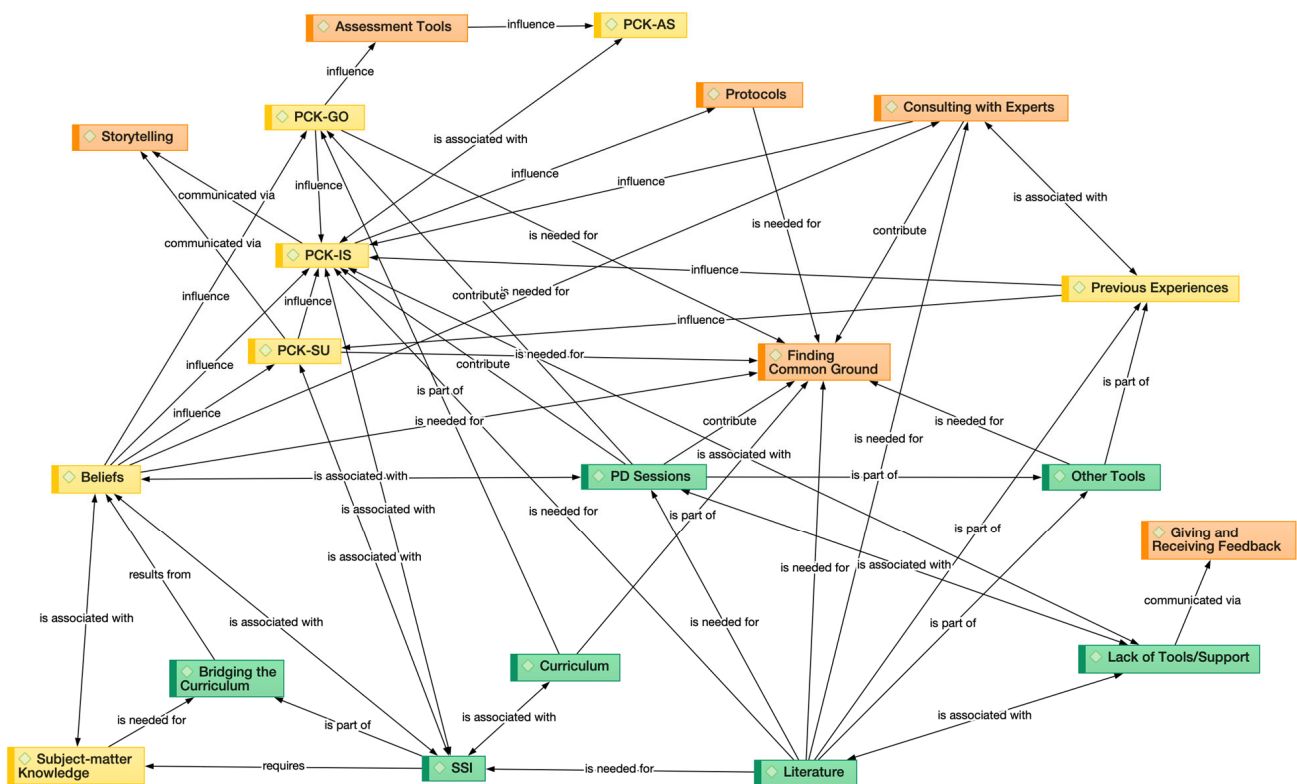 Assessment Tools
influence
PCK-AS
influence
Protocols
Consulting with Experts
PCK-GO
Storytelling
is associated with
influence
influence
influence
is associated with
communicated via
contribute
is needed for
is needed for
communicated via
PCK-IS
influence
Previous Experiences
is needed for
contribute
influence
influence
influence
PCK-SU
is needed for
Finding
Common Ground
influence
contribute
is part of
is part of
influence
is needed for
contribute
is needed for
is needed for
is associated with
Beliefs
is associated with
PD Sessions
is part of
Other Tools
is associated with
is needed for
is part of
is part of
Giving and
Receiving Feedback
is associated with
is associated with
is needed for
results from
communicated via
is associated with
is associated with
is needed for
is part of
Bridging the
Curriculum
Curriculum
Lack of Tools/Support
is needed for
is part of
is associated with
is associated with
Subject-matter
Knowledge
requires
SSI
is needed for
Literature